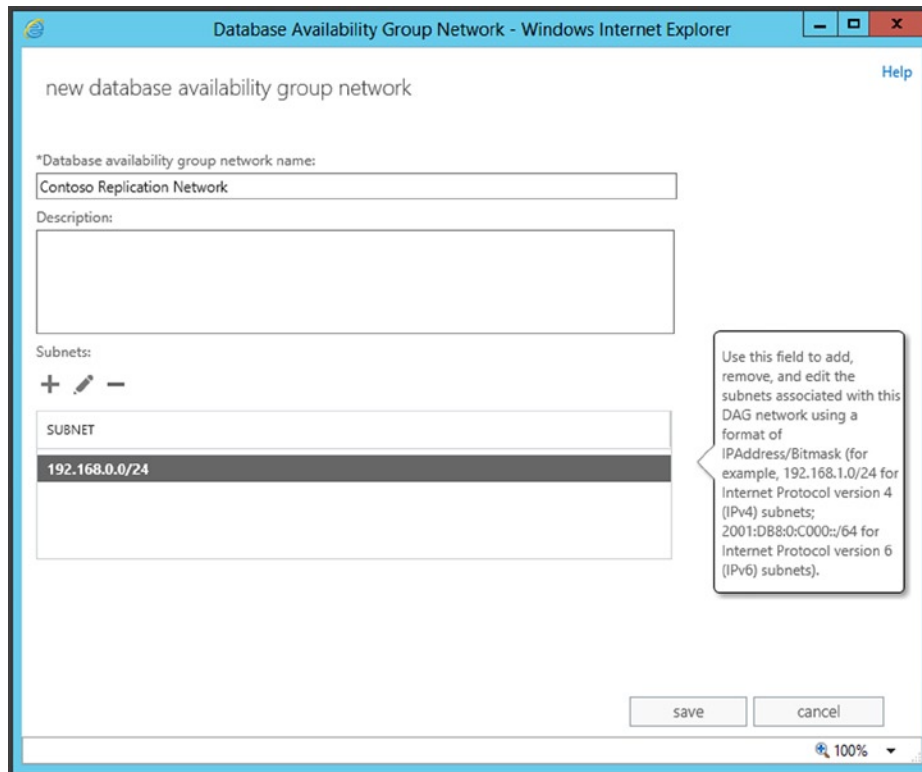 Database Availability Group Network - Windows Internet Explorer
Help
new database availability group network
*Database availability group network name:
Contoso Replication Network
Description:
Subnets:
SUBNET
192.168.0.0/24
Use this field to add,
remove, and edit the
subnets associated with this
DAG network using a
format of
IPAddress/Bitmask (for
example, 192.168.1.0/24 for
Internet Protocol version 4
(IPv4) subnets;
2001:DB8:0:C000::/64 for
Internet Protocol version 6
(IPv6) subnets).
save
cancel
100%